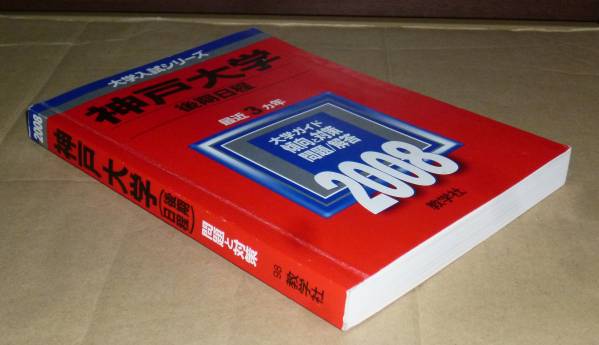 大学入試シリーズ
神戸大学
後期日程
最近3ヵ年
大学ガイド
傾向と対策
問題/解答
2008
教学社
2008
神戸大学(後期日程)
問題と対策
98
教学社